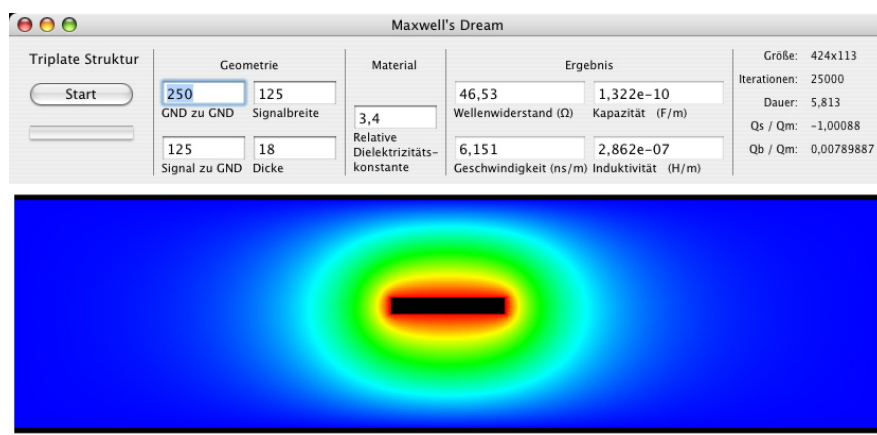 Maxwell's Dream
Triplate Struktur
Start
Geometrie
250
GND zu GND
125
Signalbreite
125
Signal zu GND
18
Dicke
Material
3,4
Relative
Dielektrizitäts-
konstante
Ergebnis
46,53
Wellenwiderstand (Ω)
1,322e-10
Kapazität (F/m)
6,151
Geschwindigkeit (ns/m)
2,862e-07
Induktivität (H/m)
Größe: 424x113
Iterationen: 25000
Dauer: 5,813
Qs / Qm: -1,00088
Qb / Qm: 0,00789887